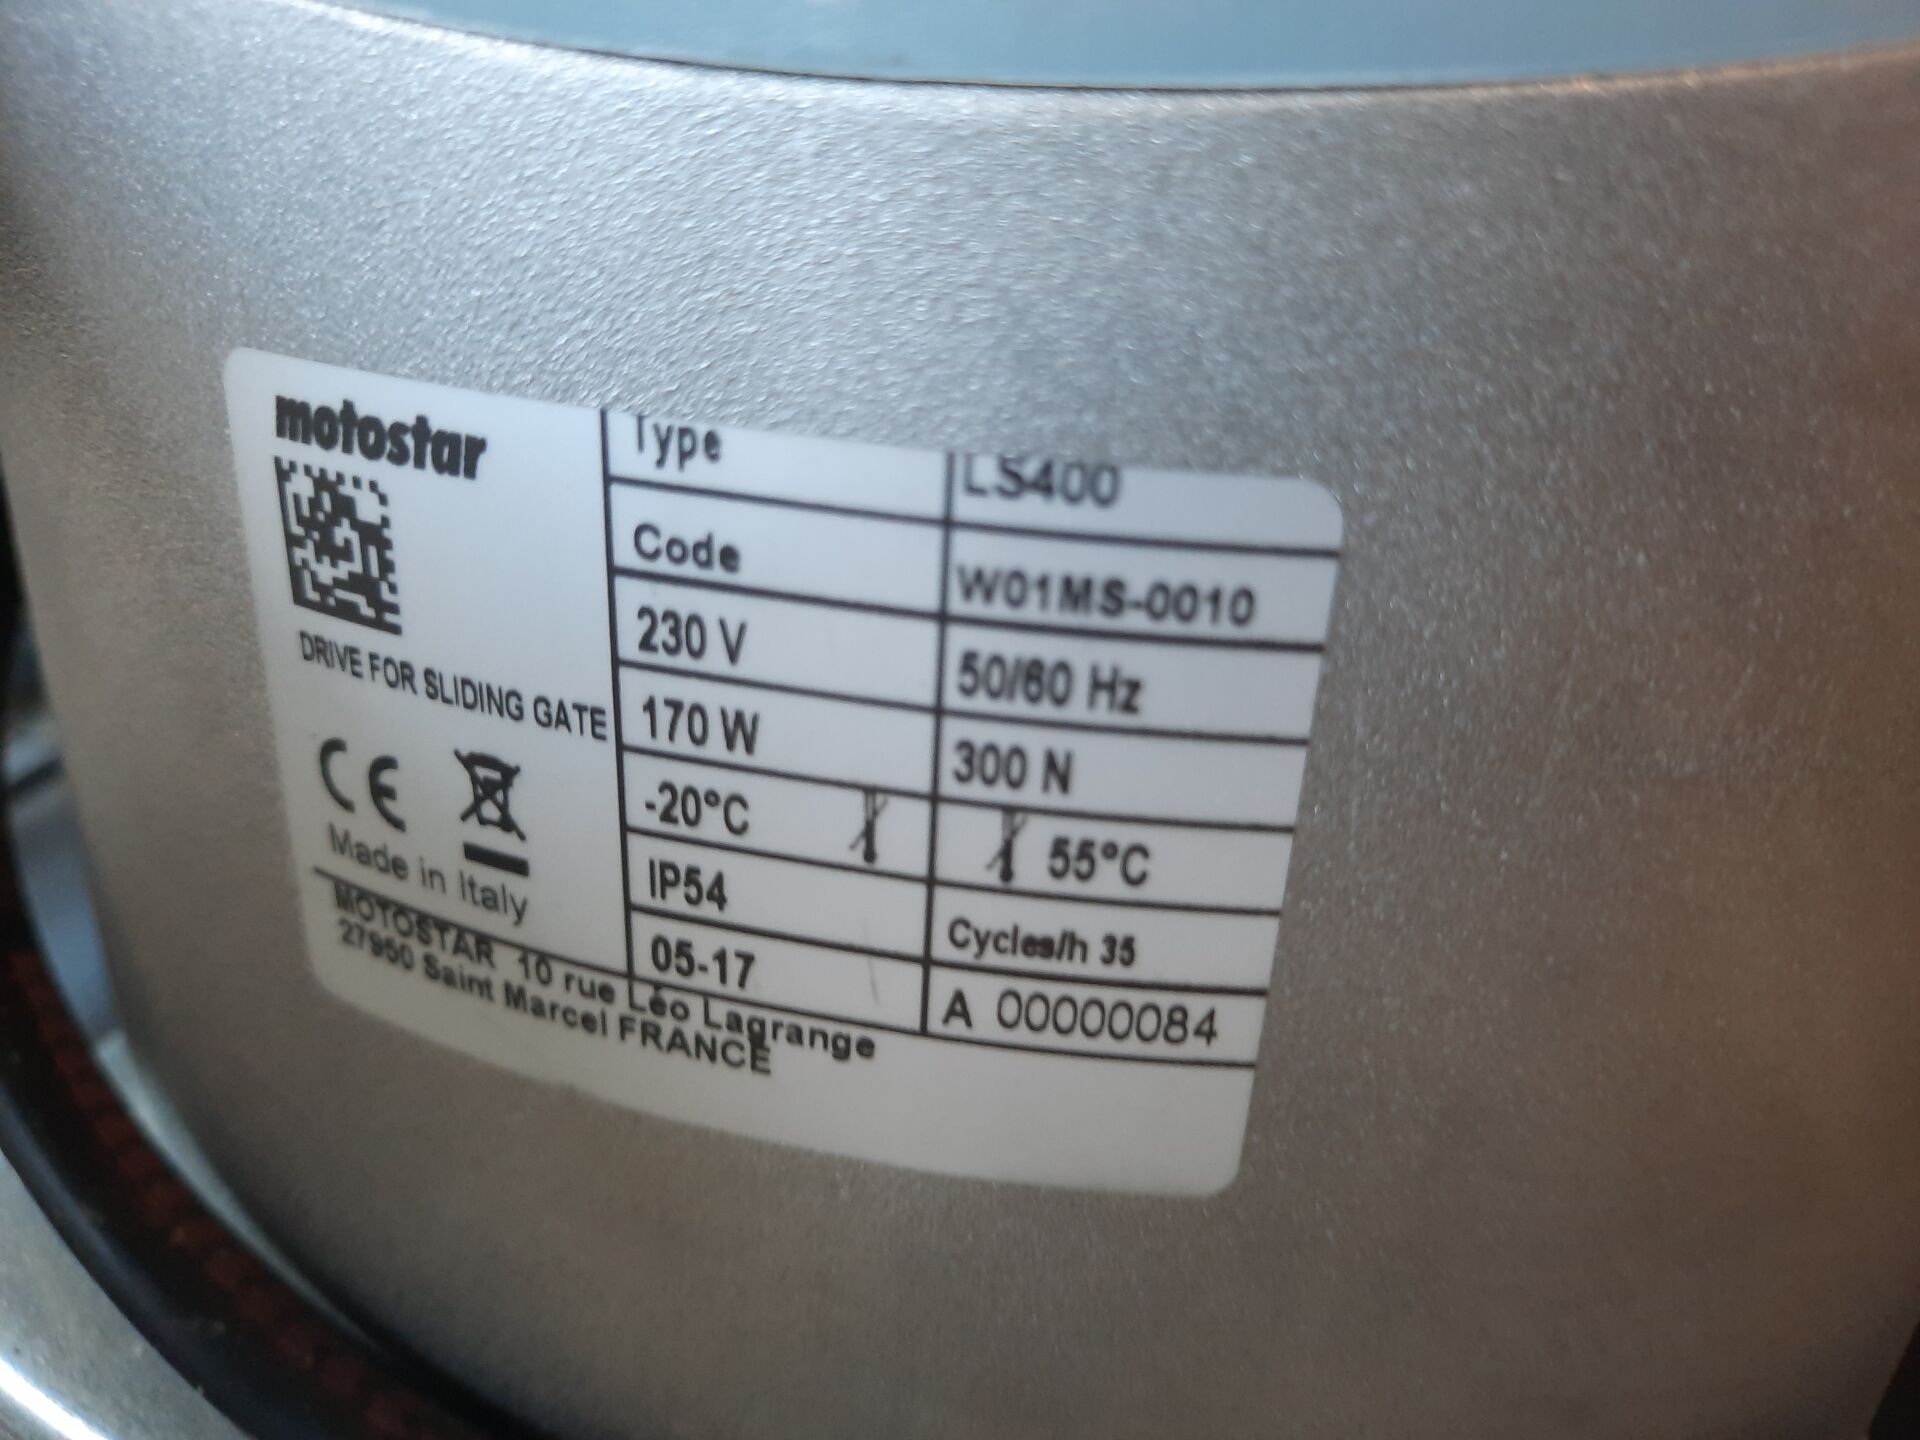 motostar
DRIVE FOR SLIDING GATE
CE
Made in Italy
Type LS400
Code W01MS-0010
230 V 50/60 Hz
170 W 300 N
-20°C 55°C
IP54 Cycles/h 35
05-17 A 00000084
MOTOSTAR 10 rue Léo Lagrange
27950 Saint Marcel FRANCE